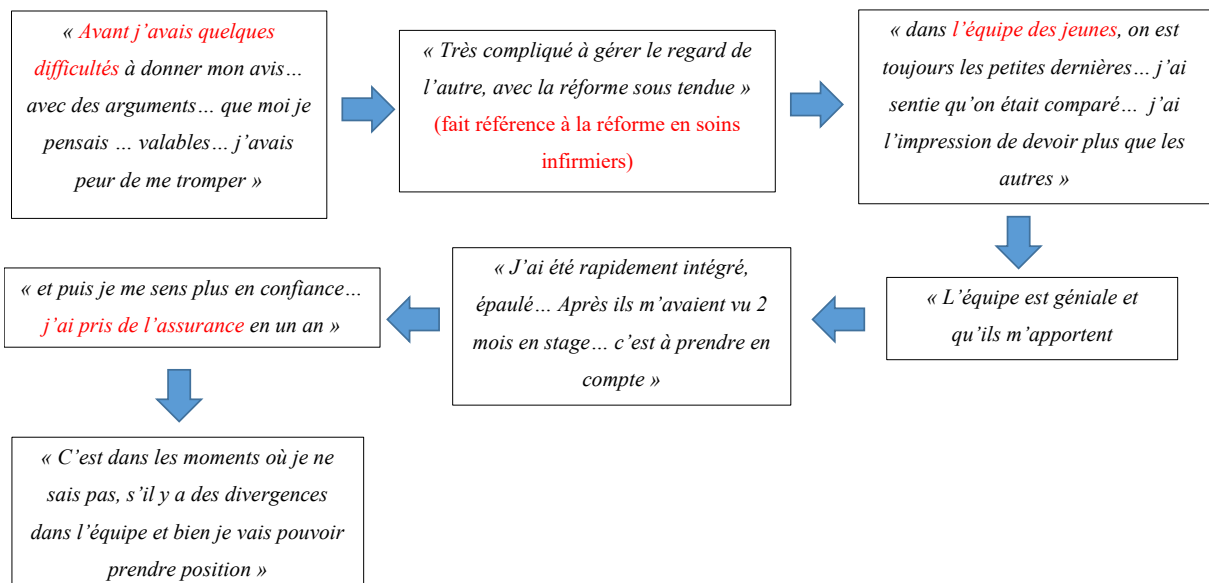 « Avant j’avais quelques
difficultés à donner mon avis…
avec des arguments… que moi je
pensais … valables… j’avais
peur de me tromper »
« Très compliqué à gérer le regard de
l’autre, avec la réforme sous tendue »
(fait référence à la réforme en soins
infirmiers)
« dans l’équipe des jeunes, on est
toujours les petites dernières… j’ai
sentie qu’on était comparé… j’ai
l’impression de devoir plus que les
autres »
« L’équipe est géniale et
qu’ils m’apportent
« J’ai été rapidement intégré,
épaulé… Après ils m’avaient vu 2
mois en stage… c’est à prendre en
compte »
« et puis je me sens plus en confiance…
j’ai pris de l’assurance en un an »
« C’est dans les moments où je ne
sais pas, s’il y a des divergences
dans l’équipe et bien je vais pouvoir
prendre position »